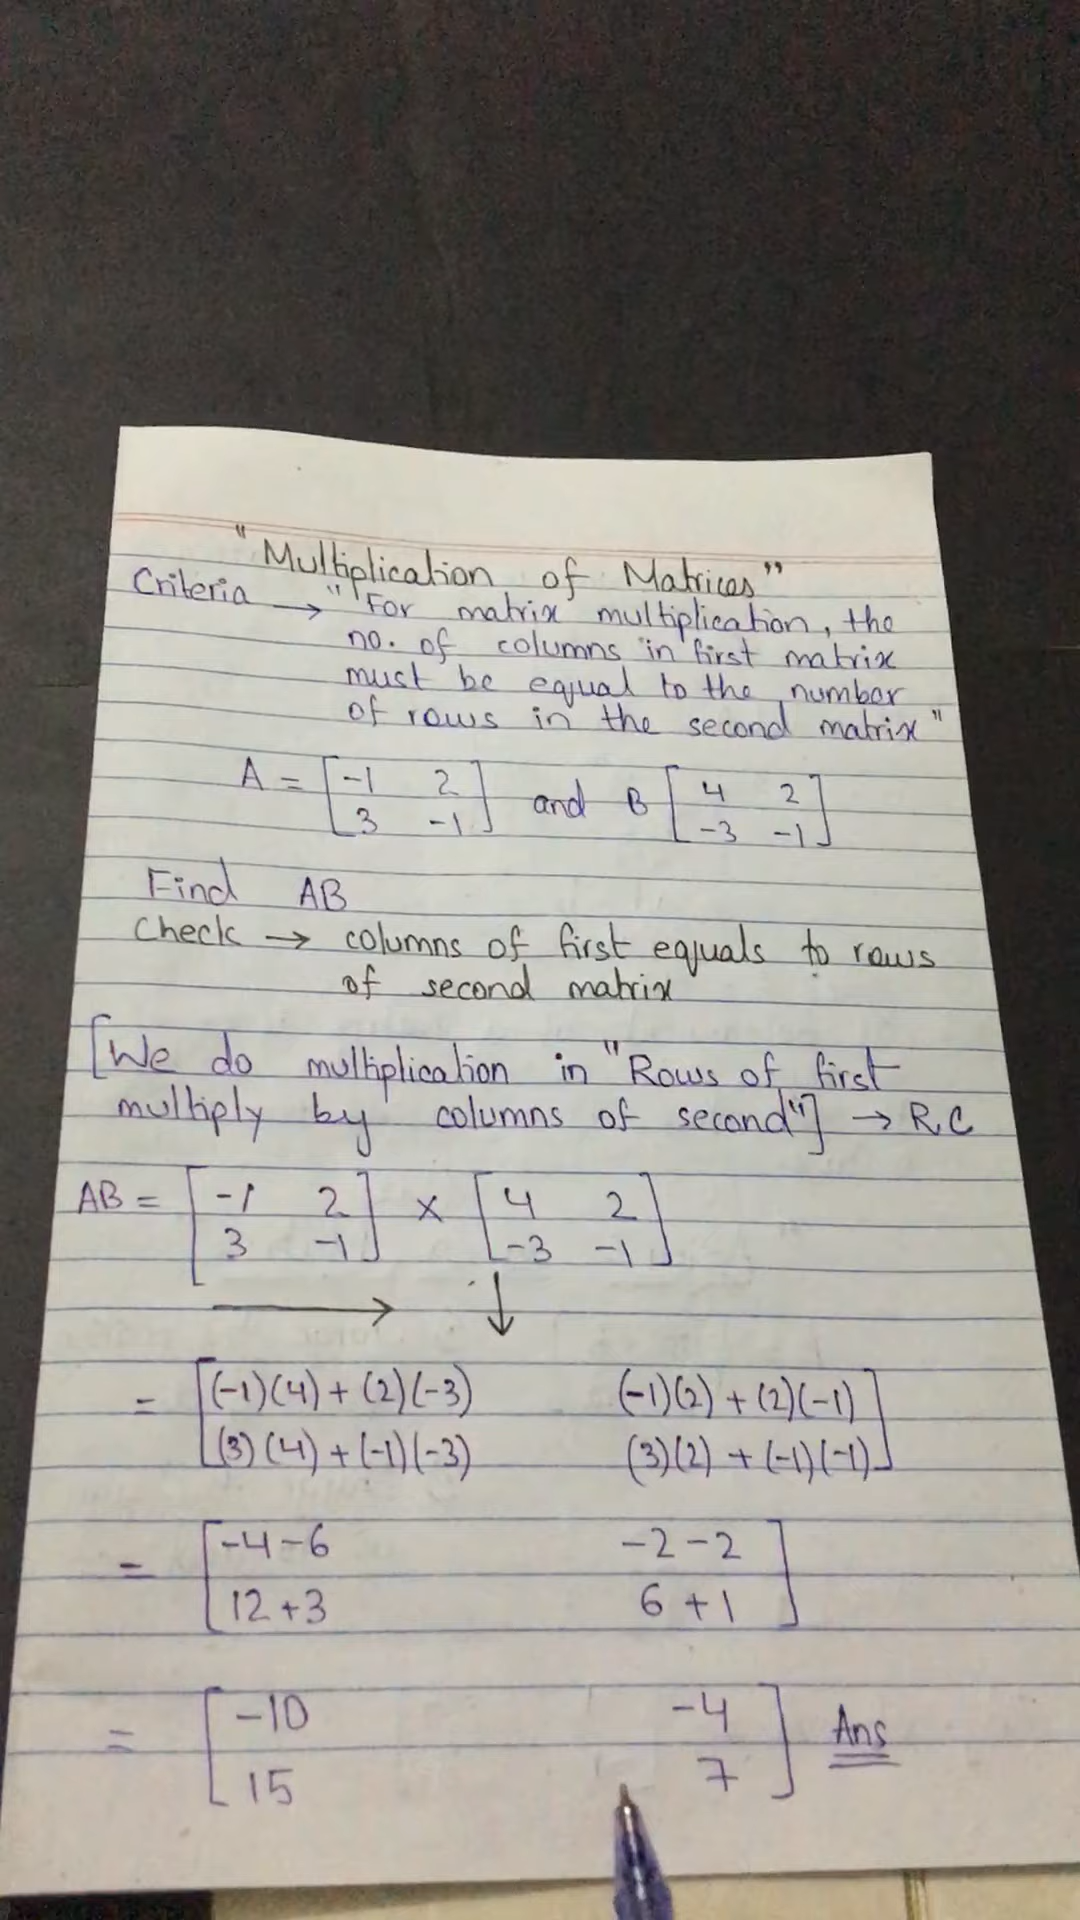 "Multiplication of Matrices"
Criteria → "For matrix multiplication, the
no. of columns in first matrix
must be equal to the number
of rows in the second matrix"
A = [-1 2
3 -1] and B [4 2
-3 -1]
Find AB
Check → columns of first equals to rows
of second matrix
[We do multiplication in "Rows of first
multiply by columns of second"] → R.C
AB = [-1 2
3 -1] × [4 2
-3 -1]
→ ↓
= [(-1)(4) + (2)(-3) (-1)(2) + (2)(-1)
(3)(4) + (-1)(-3) (3)(2) + (-1)(-1)]
= [-4-6 -2-2
12+3 6+1]
= [-10 -4
15 7] Ans